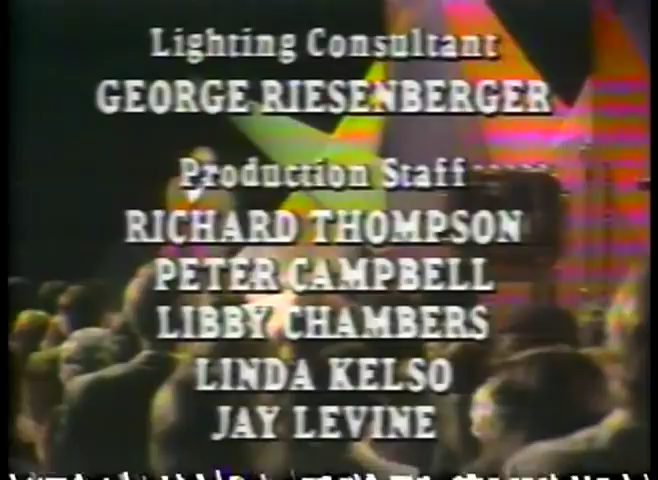 Lighting Consultant
GEORGE RIESENBERGER
Production Staff
RICHARD THOMPSON
PETER CAMPBELL
LIBBY CHAMBERS
LINDA KELSO
JAY LEVINE